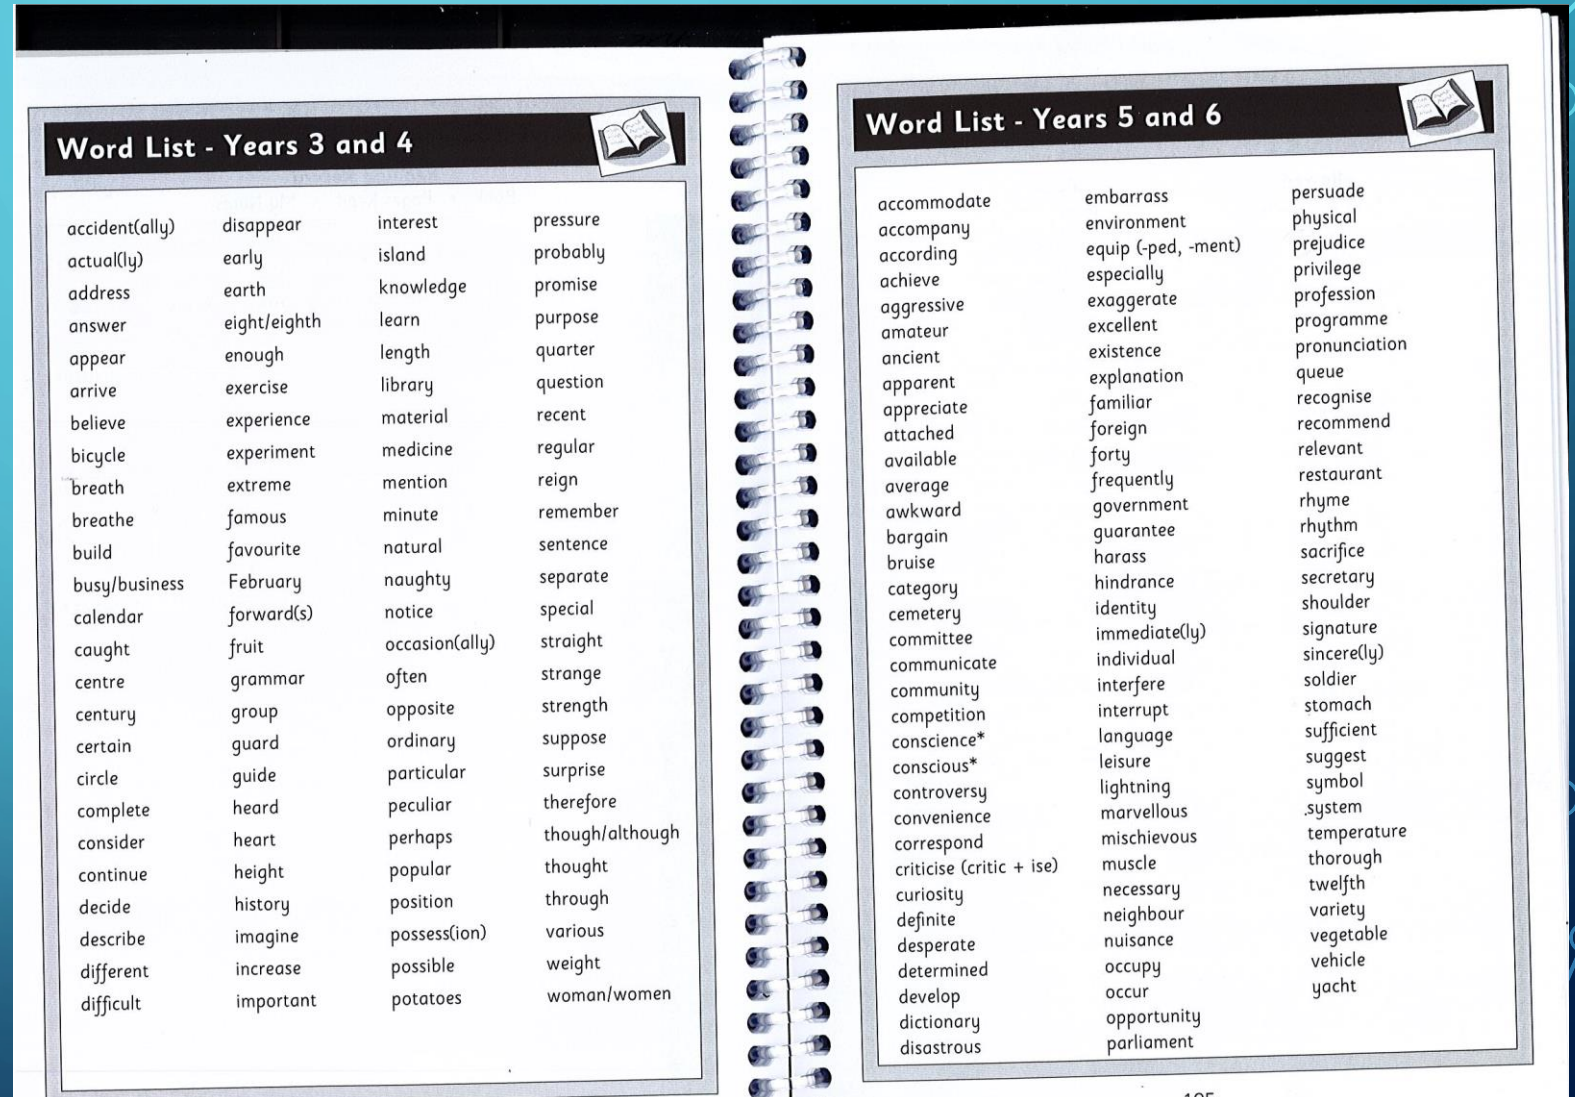 Word List - Years 3 and 4
accident(ally)
actual(ly)
address
answer
appear
arrive
believe
bicycle
breath
breathe
build
busy/business
calendar
caught
centre
century
certain
circle
complete
consider
continue
decide
describe
different
difficult
disappear
early
earth
eight/eighth
enough
exercise
experience
experiment
extreme
famous
favourite
February
forward(s)
fruit
grammar
group
guard
guide
heard
heart
height
history
imagine
increase
important
interest
island
knowledge
learn
length
library
material
medicine
mention
minute
natural
naughty
notice
occasion(ally)
often
opposite
ordinary
particular
peculiar
perhaps
popular
position
possess(ion)
possible
potatoes
pressure
probably
promise
purpose
quarter
question
recent
regular
reign
remember
sentence
separate
special
straight
strange
strength
suppose
surprise
therefore
though/although
thought
through
various
weight
woman/women
Word List - Years 5 and 6
accommodate
accompany
according
achieve
aggressive
amateur
ancient
apparent
appreciate
attached
available
average
awkward
bargain
bruise
category
cemetery
committee
communicate
community
competition
conscience*
conscious*
controversy
convenience
correspond
criticise (critic + ise)
curiosity
definite
desperate
determined
develop
dictionary
disastrous
embarrass
environment
equip (-ped, -ment)
especially
exaggerate
excellent
existence
explanation
familiar
foreign
forty
frequently
government
guarantee
harass
hindrance
identity
immediate(ly)
individual
interfere
interrupt
language
leisure
lightning
marvellous
mischievous
muscle
necessary
neighbour
nuisance
occupy
occur
opportunity
parliament
persuade
physical
prejudice
privilege
profession
programme
pronunciation
queue
recognise
recommend
relevant
restaurant
rhyme
rhythm
sacrifice
secretary
shoulder
signature
sincere(ly)
soldier
stomach
sufficient
suggest
symbol
system
temperature
thorough
twelfth
variety
vegetable
vehicle
yacht